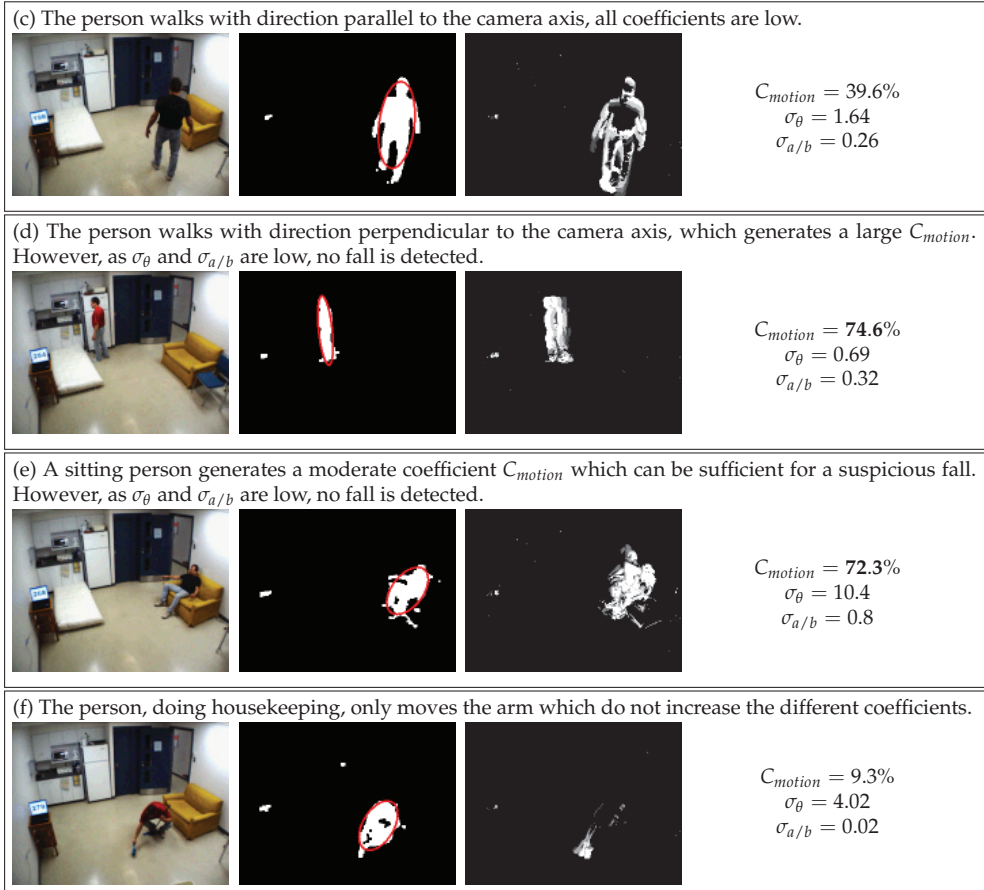 (c) The person walks with direction parallel to the camera axis, all coefficients are low.
C_motion = 39.6%
σ_θ = 1.64
σ_a/b = 0.26
(d) The person walks with direction perpendicular to the camera axis, which generates a large C_motion.
However, as σ_θ and σ_a/b are low, no fall is detected.
264
C_motion = 74.6%
σ_θ = 0.69
σ_a/b = 0.32
(e) A sitting person generates a moderate coefficient C_motion which can be sufficient for a suspicious fall.
However, as σ_θ and σ_a/b are low, no fall is detected.
268
C_motion = 72.3%
σ_θ = 10.4
σ_a/b = 0.8
(f) The person, doing housekeeping, only moves the arm which do not increase the different coefficients.
279
C_motion = 9.3%
σ_θ = 4.02
σ_a/b = 0.02